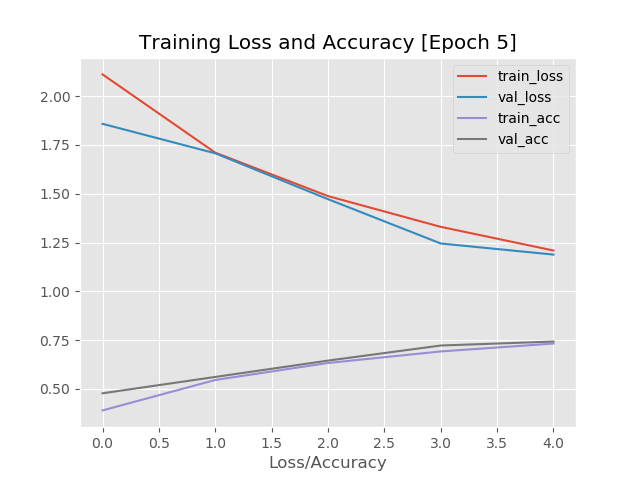 Training Loss and Accuracy [Epoch 5]
train_loss
val_loss
train_acc
val_acc
2.00
1.75
1.50
1.25
1.00
0.75
0.50
0.0 0.5 1.0 1.5 2.0 2.5 3.0 3.5 4.0
Loss/Accuracy